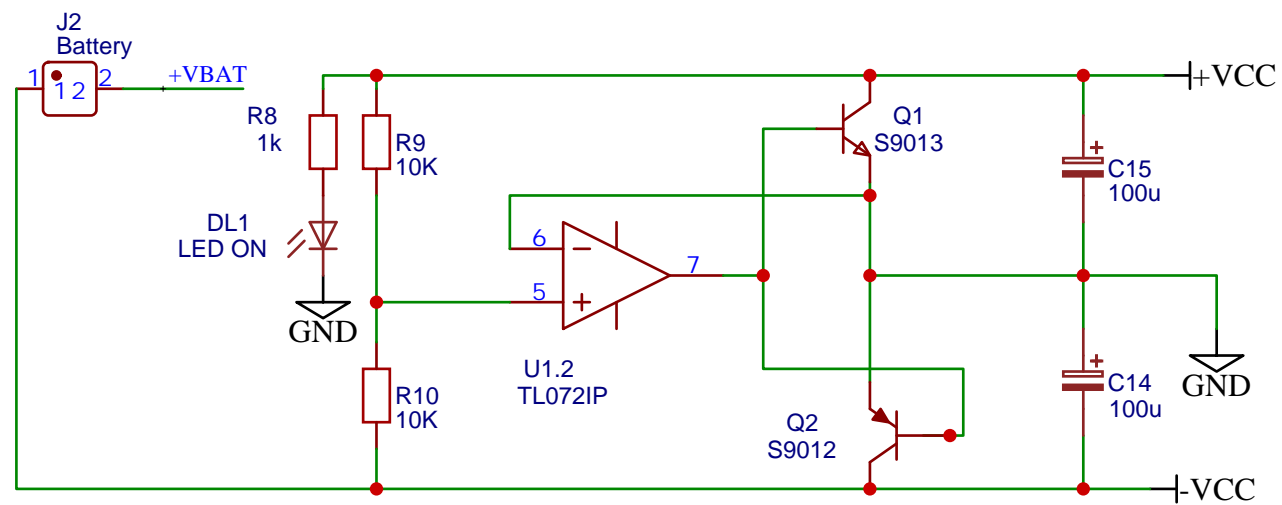 J2
Battery
1
1 2
2
+VBAT
R8
1k
R9
10K
DL1
LED ON
GND
R10
10K
6
5
7
U1.2
TL072IP
Q1
S9013
Q2
S9012
+VCC
C15
100u
C14
100u
GND
-VCC